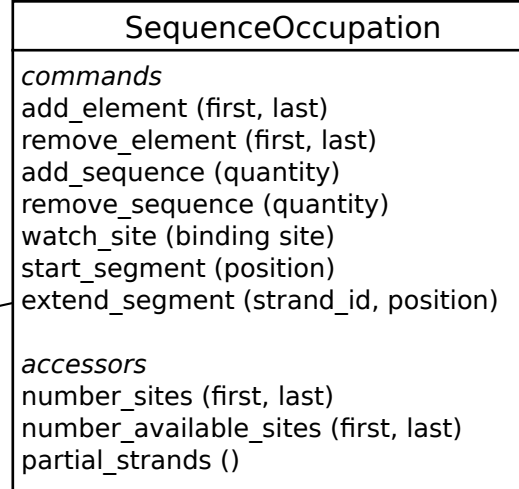 SequenceOccupation
commands
add_element (first, last)
remove_element (first, last)
add_sequence (quantity)
remove_sequence (quantity)
watch_site (binding site)
start_segment (position)
extend_segment (strand_id, position)
accessors
number_sites (first, last)
number_available_sites (first, last)
partial_strands ()